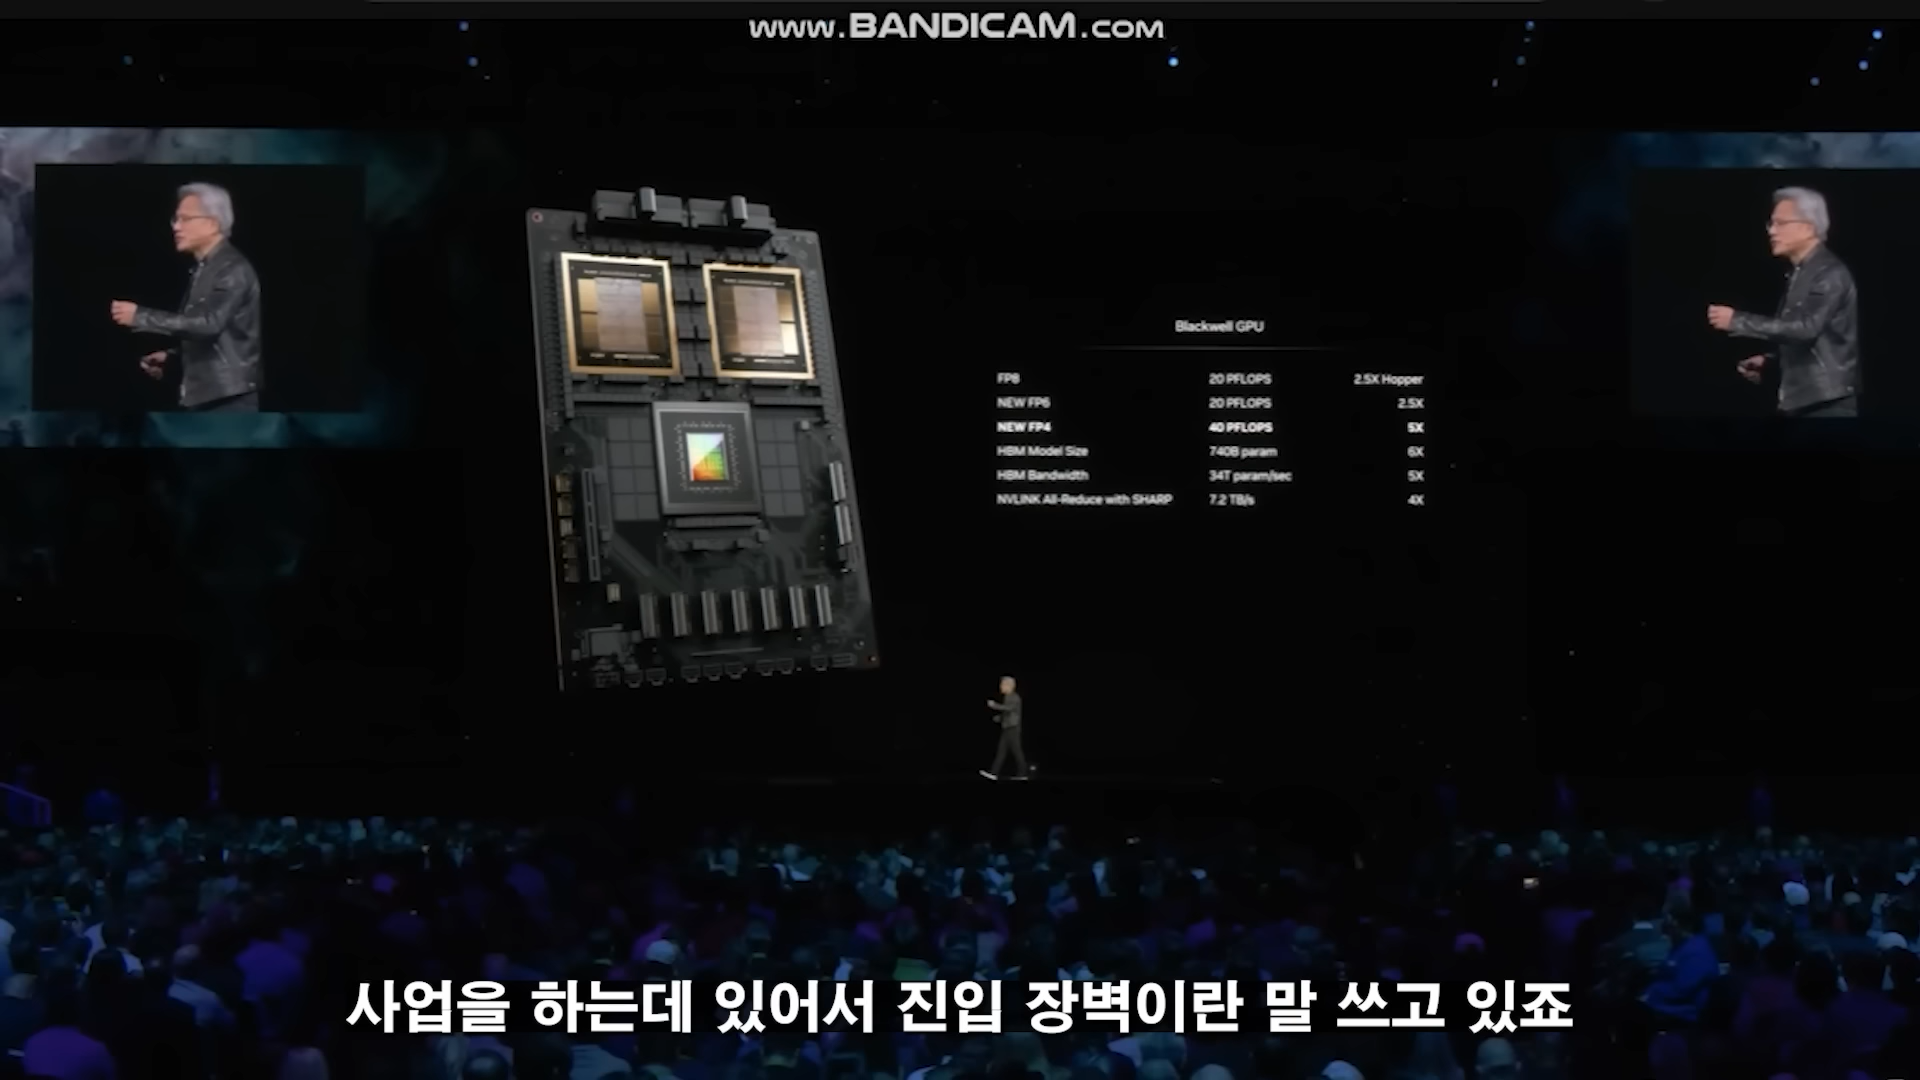 www.BANDICAM.com
Blackwell GPU
FP8 20 PFLOPS 2.5X Hopper
NEW FP6 20 PFLOPS 2.5X
NEW FP4 40 PFLOPS 5X
HBM Model Size 740B param 6X
HBM Bandwidth 34T param/sec 5X
NVLINK All-Reduce with SHARP 7.2 TB/s 4X
사업을 하는데 있어서 진입 장벽이란 말 쓰고 있죠